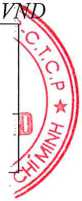 VND
C.T.C.P
★
CHÍ MINH